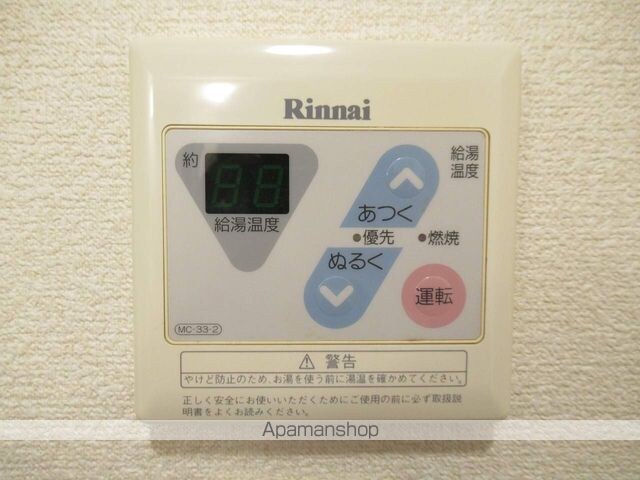 Rinnai
約
88
給湯温度
給湯
温度
あつく
優先
燃焼
ぬるく
運転
MC-33-2
⚠ 警告
やけど防止のため、お湯を使う前に湯温を確かめてください。
正しく安全にお使いいただくためにご使用の前に必ず取扱説
明書をよくお読みください。
Apamanshop